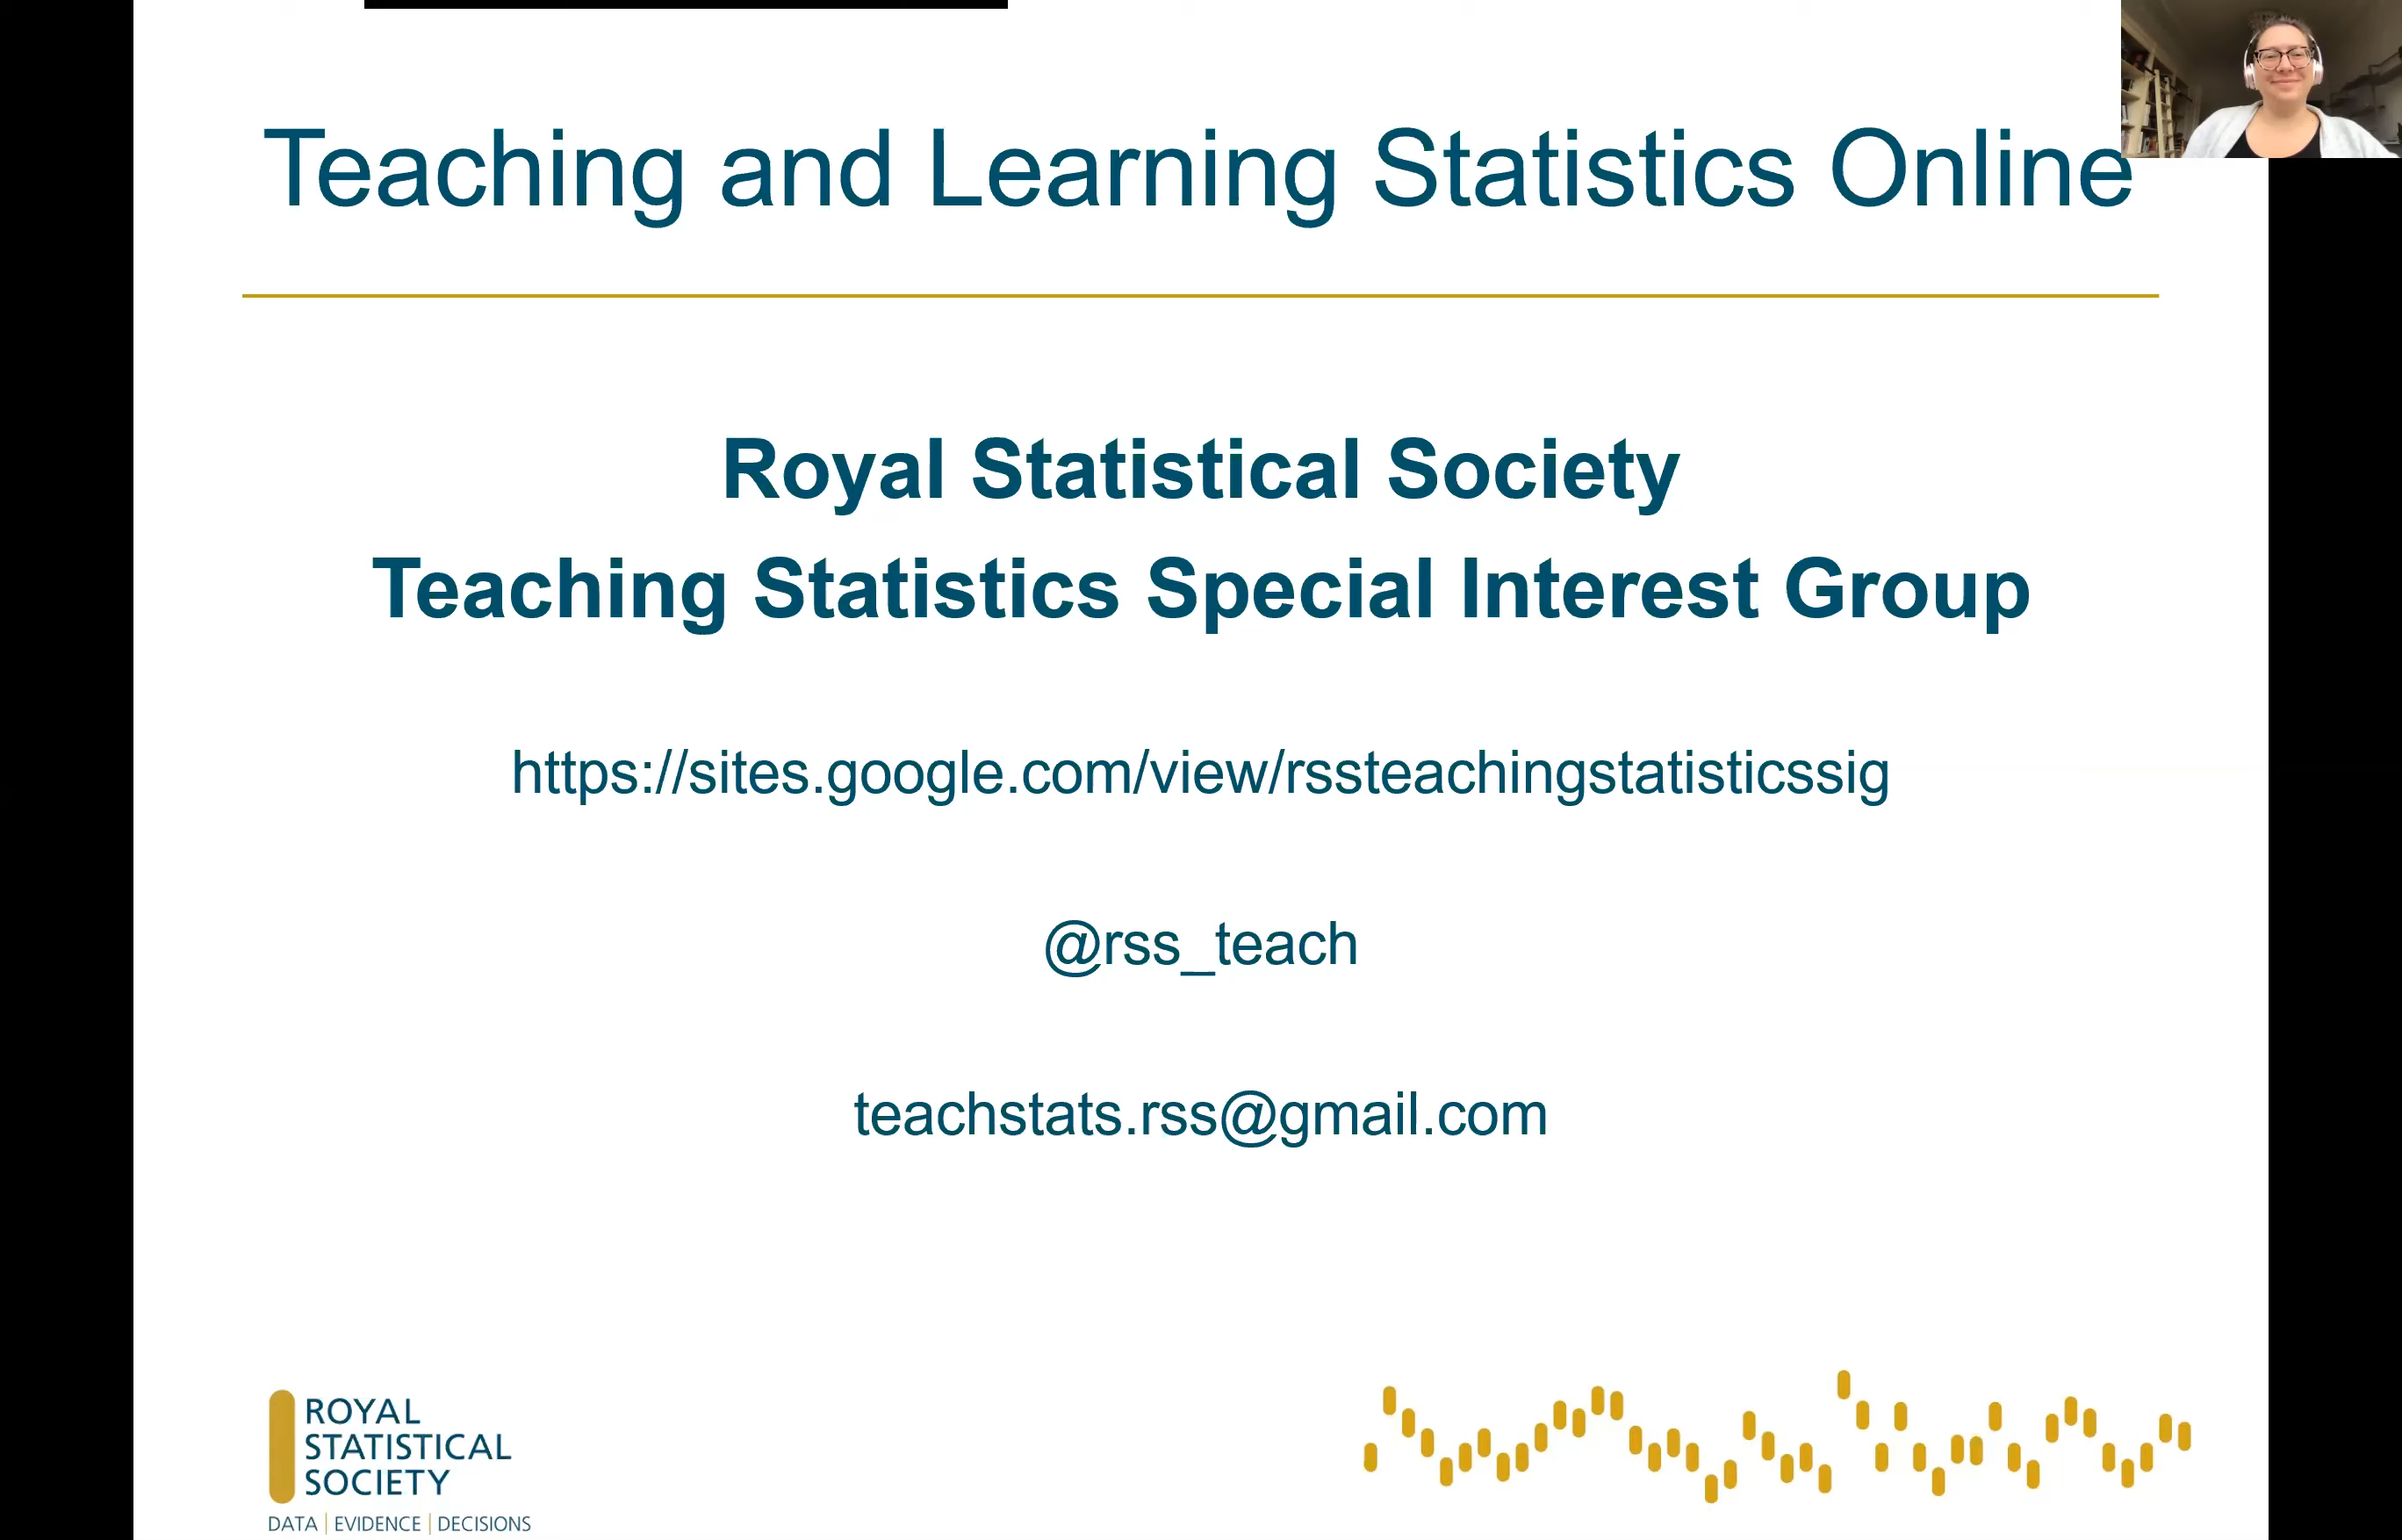 Teaching and Learning Statistics Online
Royal Statistical Society
Teaching Statistics Special Interest Group
https://sites.google.com/view/rssteachingstatisticssig
@rss_teach
teachstats.rss@gmail.com
ROYAL
STATISTICAL
SOCIETY
DATA | EVIDENCE | DECISIONS